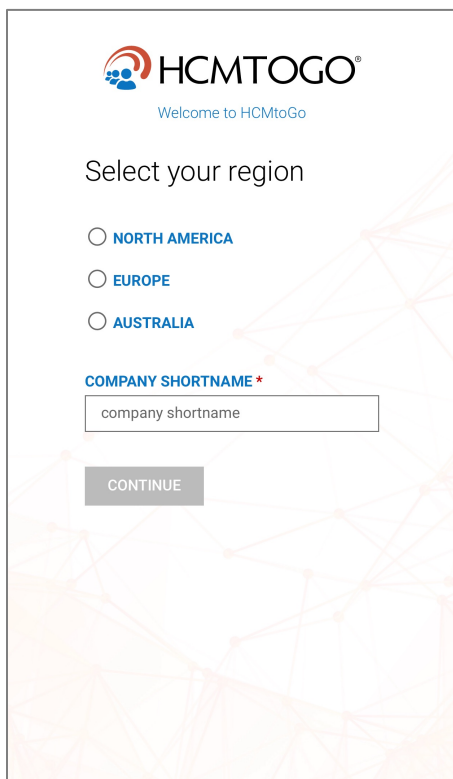 HCMTOGO®
Welcome to HCMtoGo
Select your region
NORTH AMERICA
EUROPE
AUSTRALIA
COMPANY SHORTNAME *
company shortname
CONTINUE